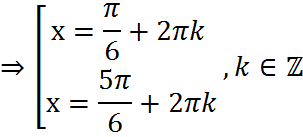 ⇒ [ x = π/6 + 2πk
x = 5π/6 + 2πk , k ∈ ℤ